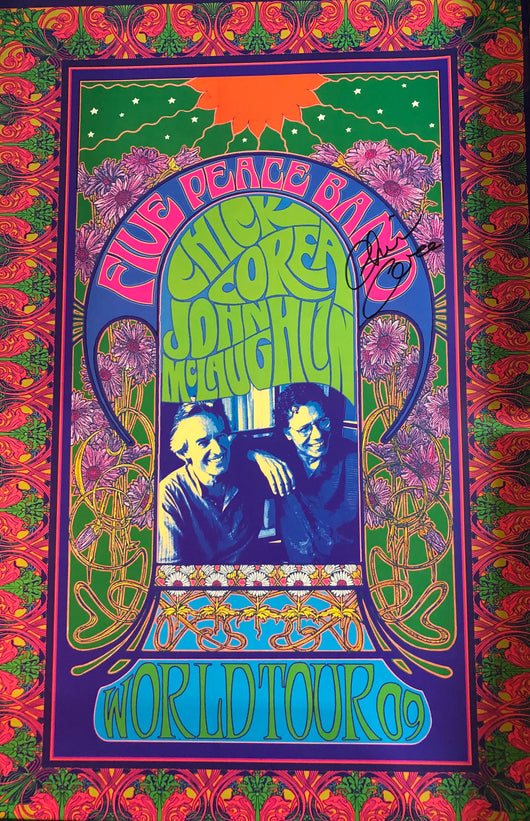 FIVE PEACE BAND
CHICK
COREA
JOHN
McLAUGHLIN
WORLD TOUR 09